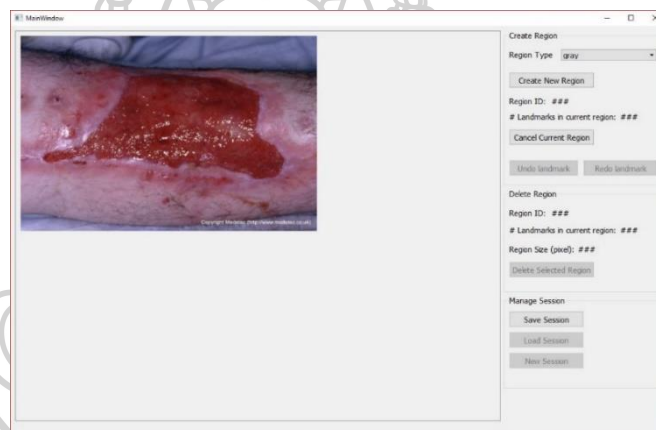 MainWindow
Create Region
Region Type gray
Create New Region
Region ID: ###
# Landmarks in current region: ###
Cancel Current Region
Undo landmark Redo landmark
Delete Region
Region ID: ###
# Landmarks in current region: ###
Region Size (pixel): ###
Delete Selected Region
Manage Session
Save Session
Load Session
New Session